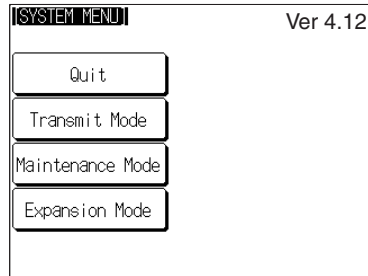 [SYSTEM MENU]
Ver 4.12
Quit
Transmit Mode
Maintenance Mode
Expansion Mode